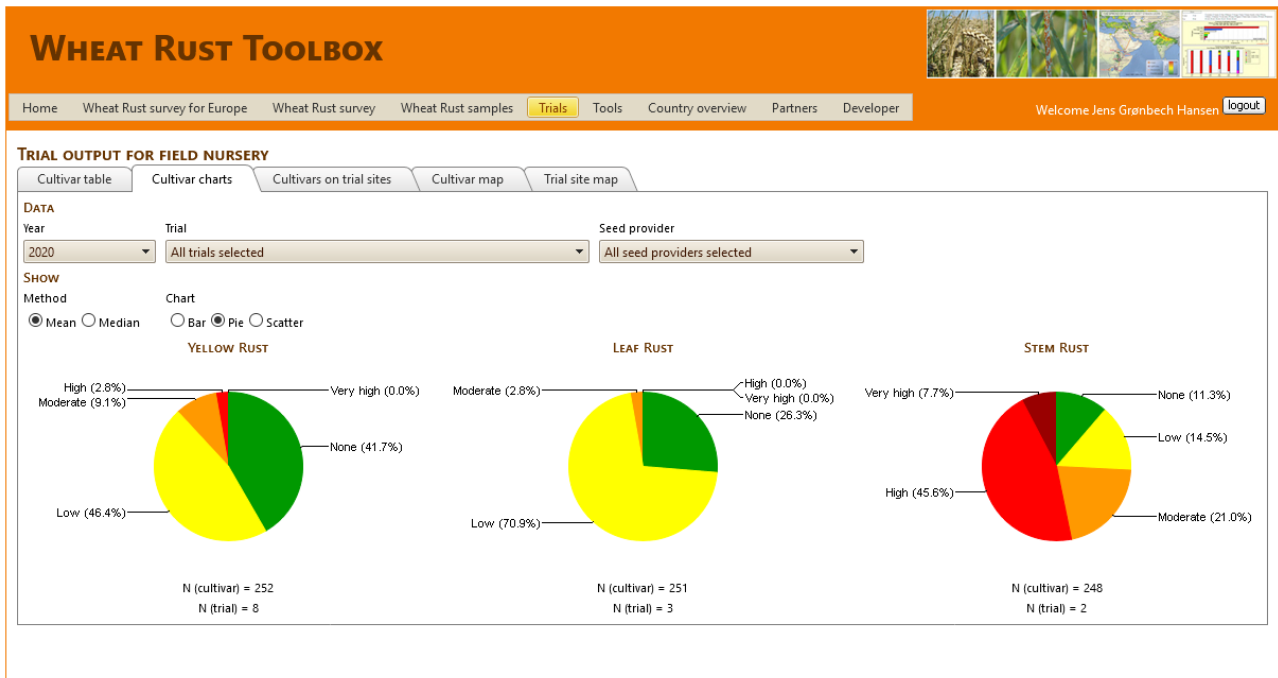 WHEAT RUST TOOLBOX
Home Wheat Rust survey for Europe Wheat Rust survey Wheat Rust samples Trials Tools Country overview Partners Developer Welcome Jens Grønbech Hansen logout
TRIAL OUTPUT FOR FIELD NURSERY
Cultivar table Cultivar charts Cultivars on trial sites Cultivar map Trial site map
DATA
Year Trial Seed provider
2020 All trials selected All seed providers selected
SHOW
Method Chart
Mean Median Bar Pie Scatter
YELLOW RUST
High (2.8%)
Moderate (9.1%)
Very high (0.0%)
None (41.7%)
Low (46.4%)
N (cultivar) = 252
N (trial) = 8
LEAF RUST
Moderate (2.8%)
High (0.0%)
Very high (0.0%)
None (26.3%)
Low (70.9%)
N (cultivar) = 251
N (trial) = 3
STEM RUST
Very high (7.7%)
None (11.3%)
Low (14.5%)
High (45.6%)
Moderate (21.0%)
N (cultivar) = 248
N (trial) = 2